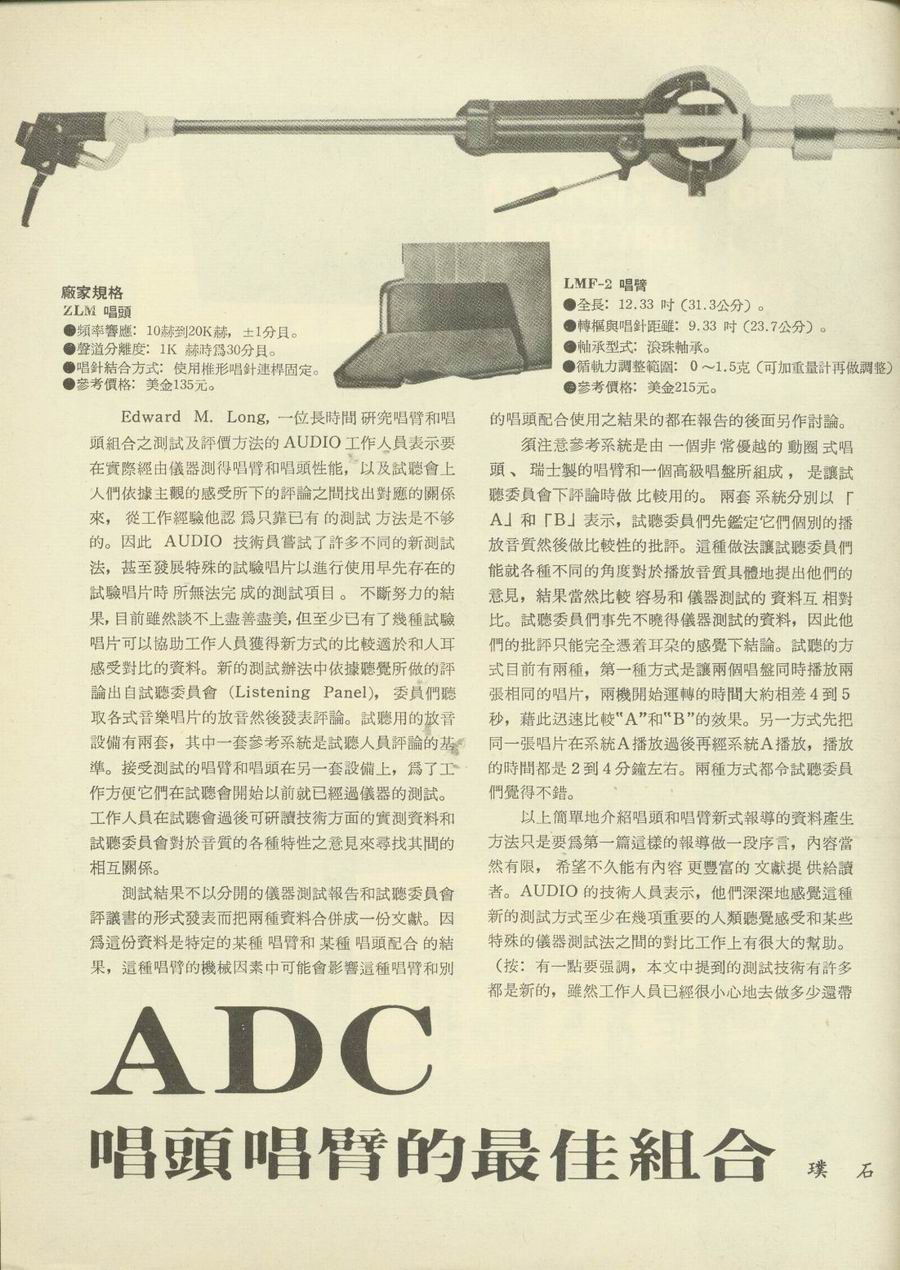 廠家規格
ZLM 唱頭
●頻率響應：10赫到20K赫，±1分貝。
●聲道分離度：1K 赫時爲30分貝。
●唱針結合方式：使用椎形唱針連桿固定。
●參考價格：美金135元。
LMF-2 唱臂
●全長：12.33 吋（31.3公分）。
●轉樞與唱針距離：9.33 吋（23.7公分）。
●軸承型式：滾珠軸承。
●循軌力調整範圍：0～1.5克（可加重量計再做調整）
●參考價格：美金215元。
Edward M. Long, 一位長時間研究唱臂和唱
頭組合之測試及評價方法的AUDIO工作人員表示要
在實際經由儀器測得唱臂和唱頭性能，以及試聽會上
人們依據主觀的感受所下的評論之間找出對應的關係
來，從工作經驗他認爲只靠已有的測試方法是不够
的。因此 AUDIO 技術員嘗試了許多不同的新測試
法，甚至發展特殊的試驗唱片以進行使用早先存在的
試驗唱片時所無法完成的測試項目。不斷努力的結
果，目前雖然談不上盡善盡美，但至少已有了幾種試驗
唱片可以協助工作人員獲得新方式的比較適於和人耳
感受對比的資料。新的測試辦法中依據聽覺所做的評
論出自試聽委員會（Listening Panel），委員們聽
取各式音樂唱片的放音然後發表評論。試聽用的放音
設備有兩套，其中一套參考系統是試聽人員評論的基
準。接受測試的唱臂和唱頭在另一套設備上，爲了工
作方便它們在試聽會開始以前就已經過儀器的測試。
工作人員在試聽會過後可研讀技術方面的實測資料和
試聽委員會對於音質的各種特性之意見來尋找其間的
相互關係。
測試結果不以分開的儀器測試報告和試聽委員會
評議書的形式發表而把兩種資料合併成一份文獻。因
爲這份資料是特定的某種唱臂和某種唱頭配合的結
果，這種唱臂的機械因素中可能會影響這種唱臂和別
的唱頭配合使用之結果的都在報告的後面另作討論。
須注意參考系統是由一個非常優越的動圈式唱
頭、瑞士製的唱臂和一個高級唱盤所組成，是讓試
聽委員會下評論時做比較用的。兩套系統分別以「
A」和「B」表示，試聽委員們先鑑定它們個別的播
放音質然後做比較性的批評。這種做法讓試聽委員們
能就各種不同的角度對於播放音質具體地提出他們的
意見，結果當然比較容易和儀器測試的資料互相對
比。試聽委員們事先不曉得儀器測試的資料，因此他
們的批評只能完全憑着耳朶的感覺下結論。試聽的方
式目前有兩種，第一種方式是讓兩個唱盤同時播放兩
張相同的唱片，兩機開始運轉的時間大約相差4到5
秒，藉此迅速比較“A”和“B”的效果。另一方式先把
同一張唱片在系統A播放過後再經系統A播放，播放
的時間都是2到4分鐘左右。兩種方式都令試聽委員
們覺得不錯。
以上簡單地介紹唱頭和唱臂新式報導的資料產生
方法只是要爲第一篇這樣的報導做一段序言，內容當
然有限，希望不久能有內容更豐富的文獻提供給讀
者。AUDIO的技術人員表示，他們深深地感覺這種
新的測試方式至少在幾項重要的人類聽覺感受和某些
特殊的儀器測試法之間的對比工作上有很大的幫助。
（按：有一點要强調，本文中提到的測試技術有許多
都是新的，雖然工作人員已經很小心地去做多少還帶
ADC
唱頭唱臂的最佳組合 璞 石